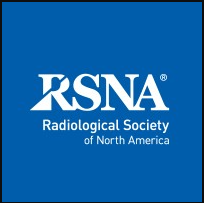 RSNA®
Radiological Society
of North America